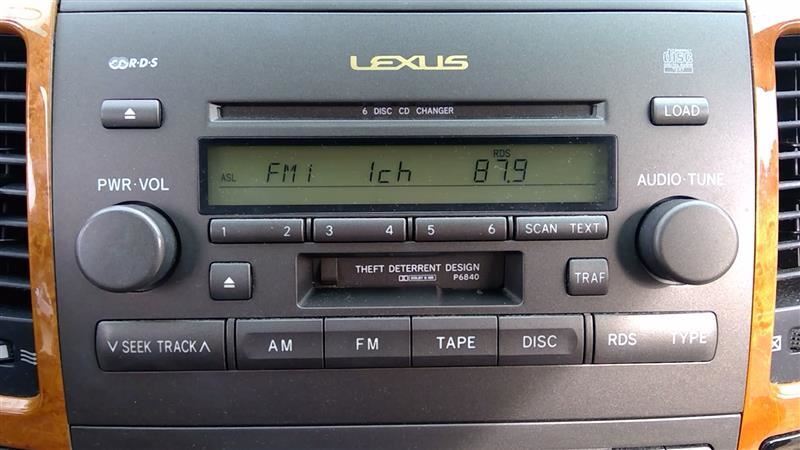 R·D·S
LEXUS
disc
6 DISC CD CHANGER
LOAD
ASL FM1 1ch RDS 87.9
PWR·VOL
AUDIO·TUNE
1 2 3 4 5 6 SCAN TEXT
THEFT DETERRENT DESIGN
P6840
TRAF
∨ SEEK TRACK ∧ AM FM TAPE DISC RDS TYPE